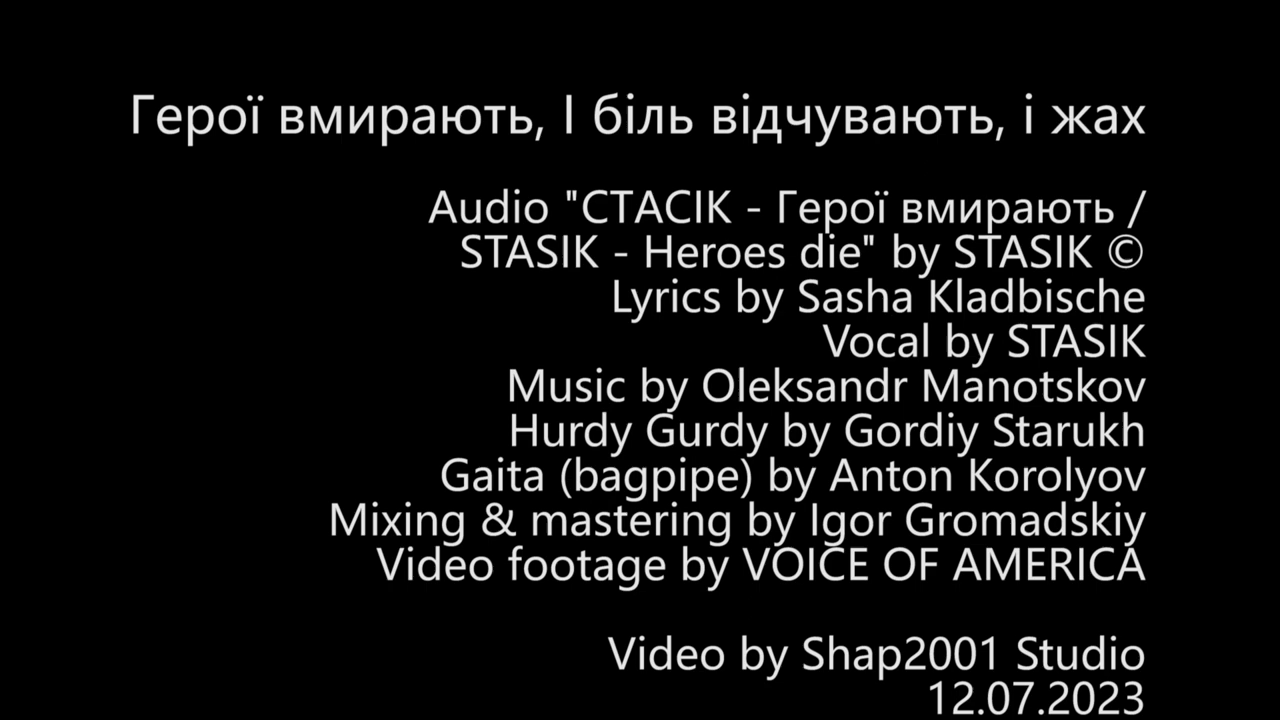 Герої вмирають, І біль відчувають, і жах
Audio "СТАСІК - Герої вмирають /
STASIK - Heroes die" by STASIK ©
Lyrics by Sasha Kladbische
Vocal by STASIK
Music by Oleksandr Manotskov
Hurdy Gurdy by Gordiy Starukh
Gaita (bagpipe) by Anton Korolyov
Mixing & mastering by Igor Gromadskiy
Video footage by VOICE OF AMERICA
Video by Shap2001 Studio
12.07.2023